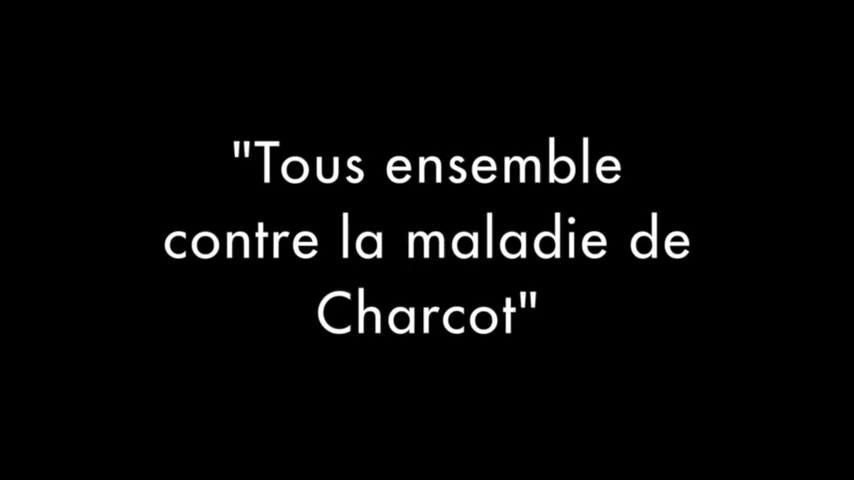 "Tous ensemble
contre la maladie de
Charcot"